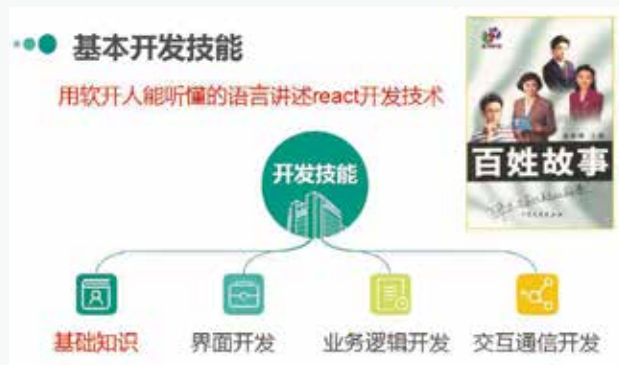 基本开发技能
用软开人能听懂的语言讲述react开发技术
百姓故事
开发技能
基础知识
界面开发
业务逻辑开发
交互通信开发